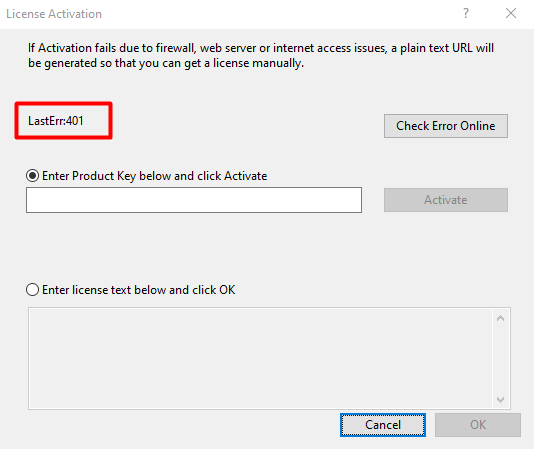 License Activation
?
If Activation fails due to firewall, web server or internet access issues, a plain text URL will
be generated so that you can get a license manually.
LastErr:401
Check Error Online
Enter Product Key below and click Activate
Activate
Enter license text below and click OK
Cancel
OK